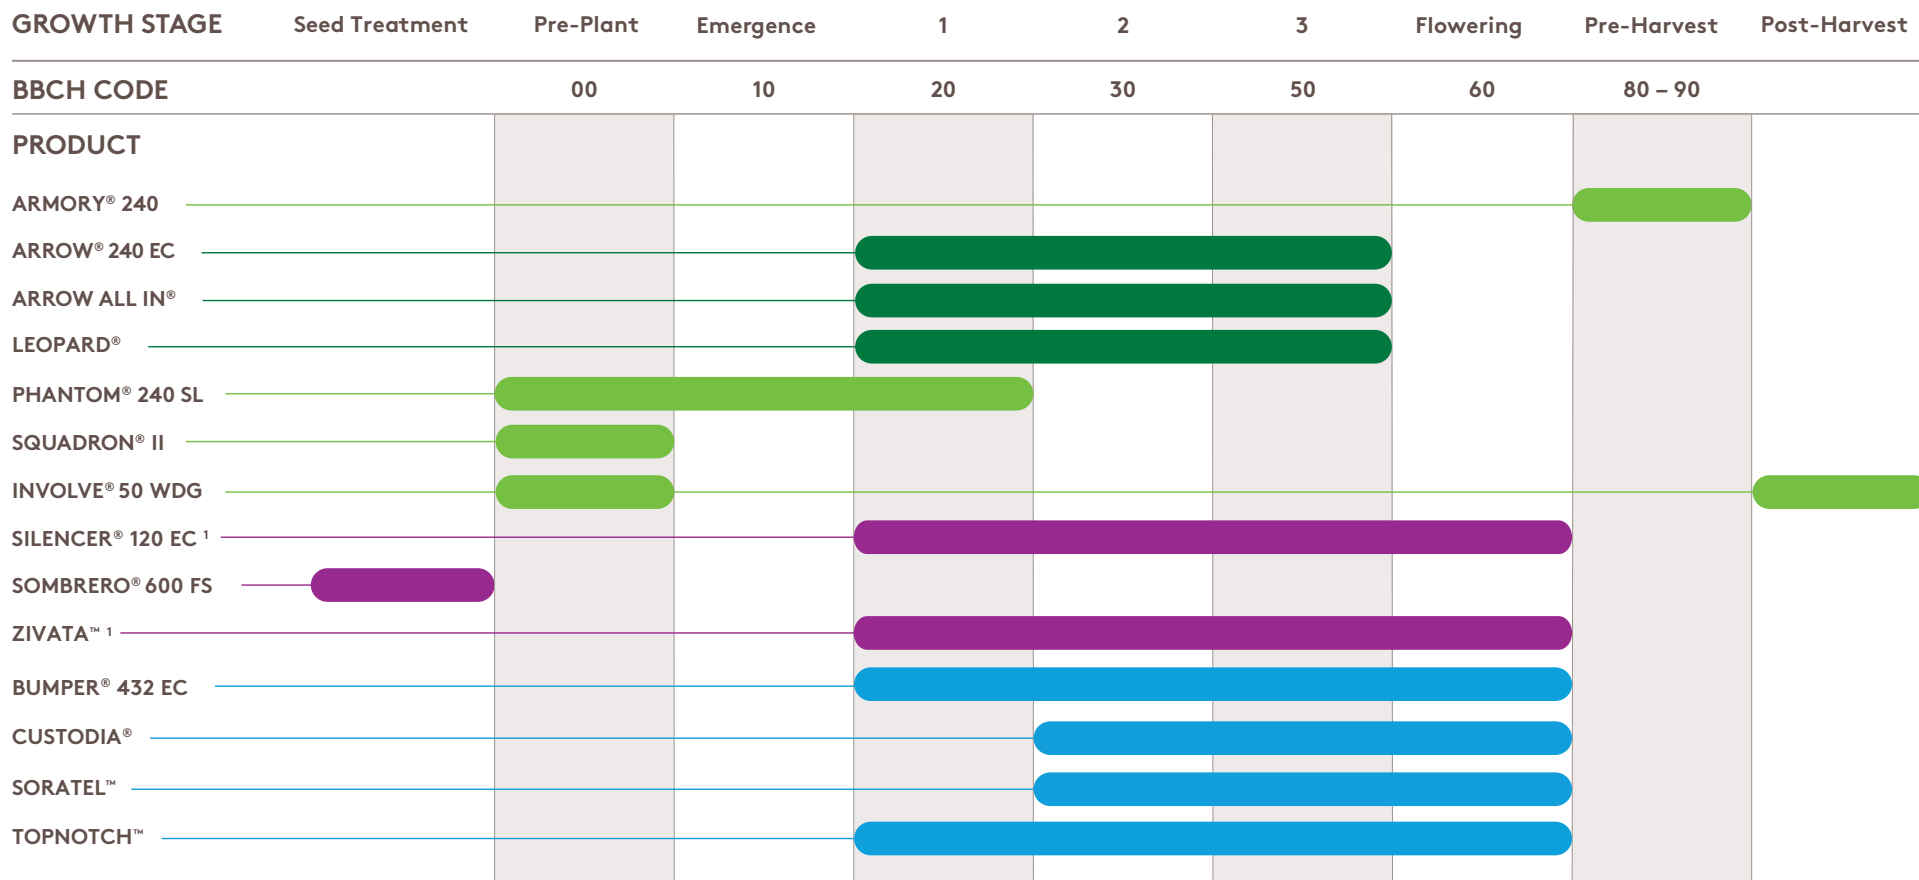 GROWTH STAGE Seed Treatment Pre-Plant Emergence 1 2 3 Flowering Pre-Harvest Post-Harvest
BBCH CODE 00 10 20 30 50 60 80 – 90
PRODUCT
ARMORY® 240
ARROW® 240 EC
ARROW ALL IN®
LEOPARD®
PHANTOM® 240 SL
SQUADRON® II
INVOLVE® 50 WDG
SILENCER® 120 EC ¹
SOMBRERO® 600 FS
ZIVATA™ ¹
BUMPER® 432 EC
CUSTODIA®
SORATEL™
TOPNOTCH™